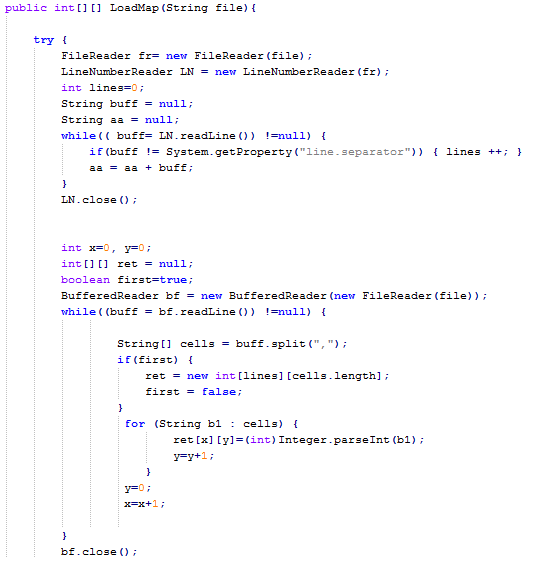 public int[][] LoadMap(String file){
try {
FileReader fr= new FileReader(file);
LineNumberReader LN = new LineNumberReader(fr);
int lines=0;
String buff = null;
String aa = null;
while(( buff= LN.readLine()) !=null) {
if(buff != System.getProperty("line.separator")) { lines ++; }
aa = aa + buff;
}
LN.close();
int x=0, y=0;
int[][] ret = null;
boolean first=true;
BufferedReader bf = new BufferedReader(new FileReader(file));
while((buff = bf.readLine()) !=null) {
String[] cells = buff.split(",");
if(first) {
ret = new int[lines][cells.length];
first = false;
}
for (String b1 : cells) {
ret[x][y]=(int)Integer.parseInt(b1);
y=y+1;
}
y=0;
x=x+1;
}
bf.close();